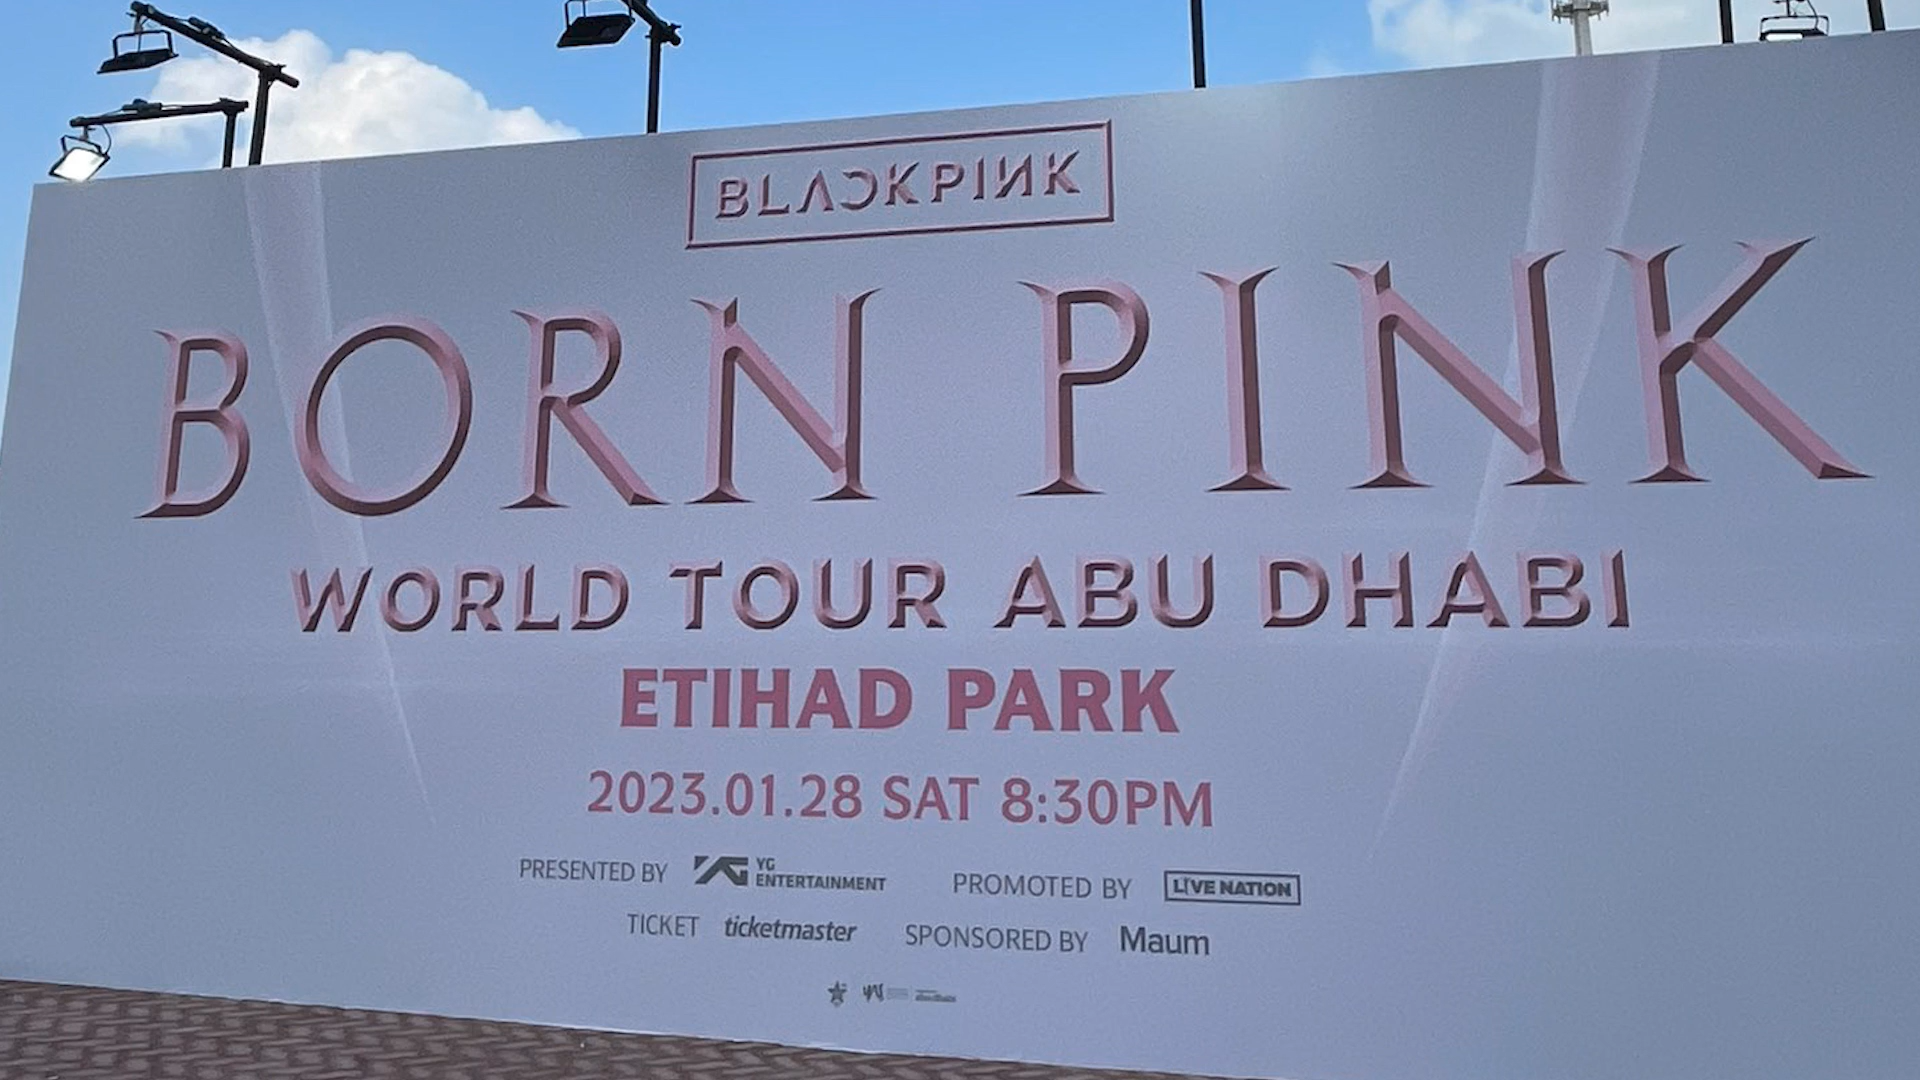 BLACKPINK
BORN PINK
WORLD TOUR ABU DHABI
ETIHAD PARK
2023.01.28 SAT 8:30PM
PRESENTED BY YG ENTERTAINMENT PROMOTED BY LIVE NATION
TICKET ticketmaster SPONSORED BY Maum